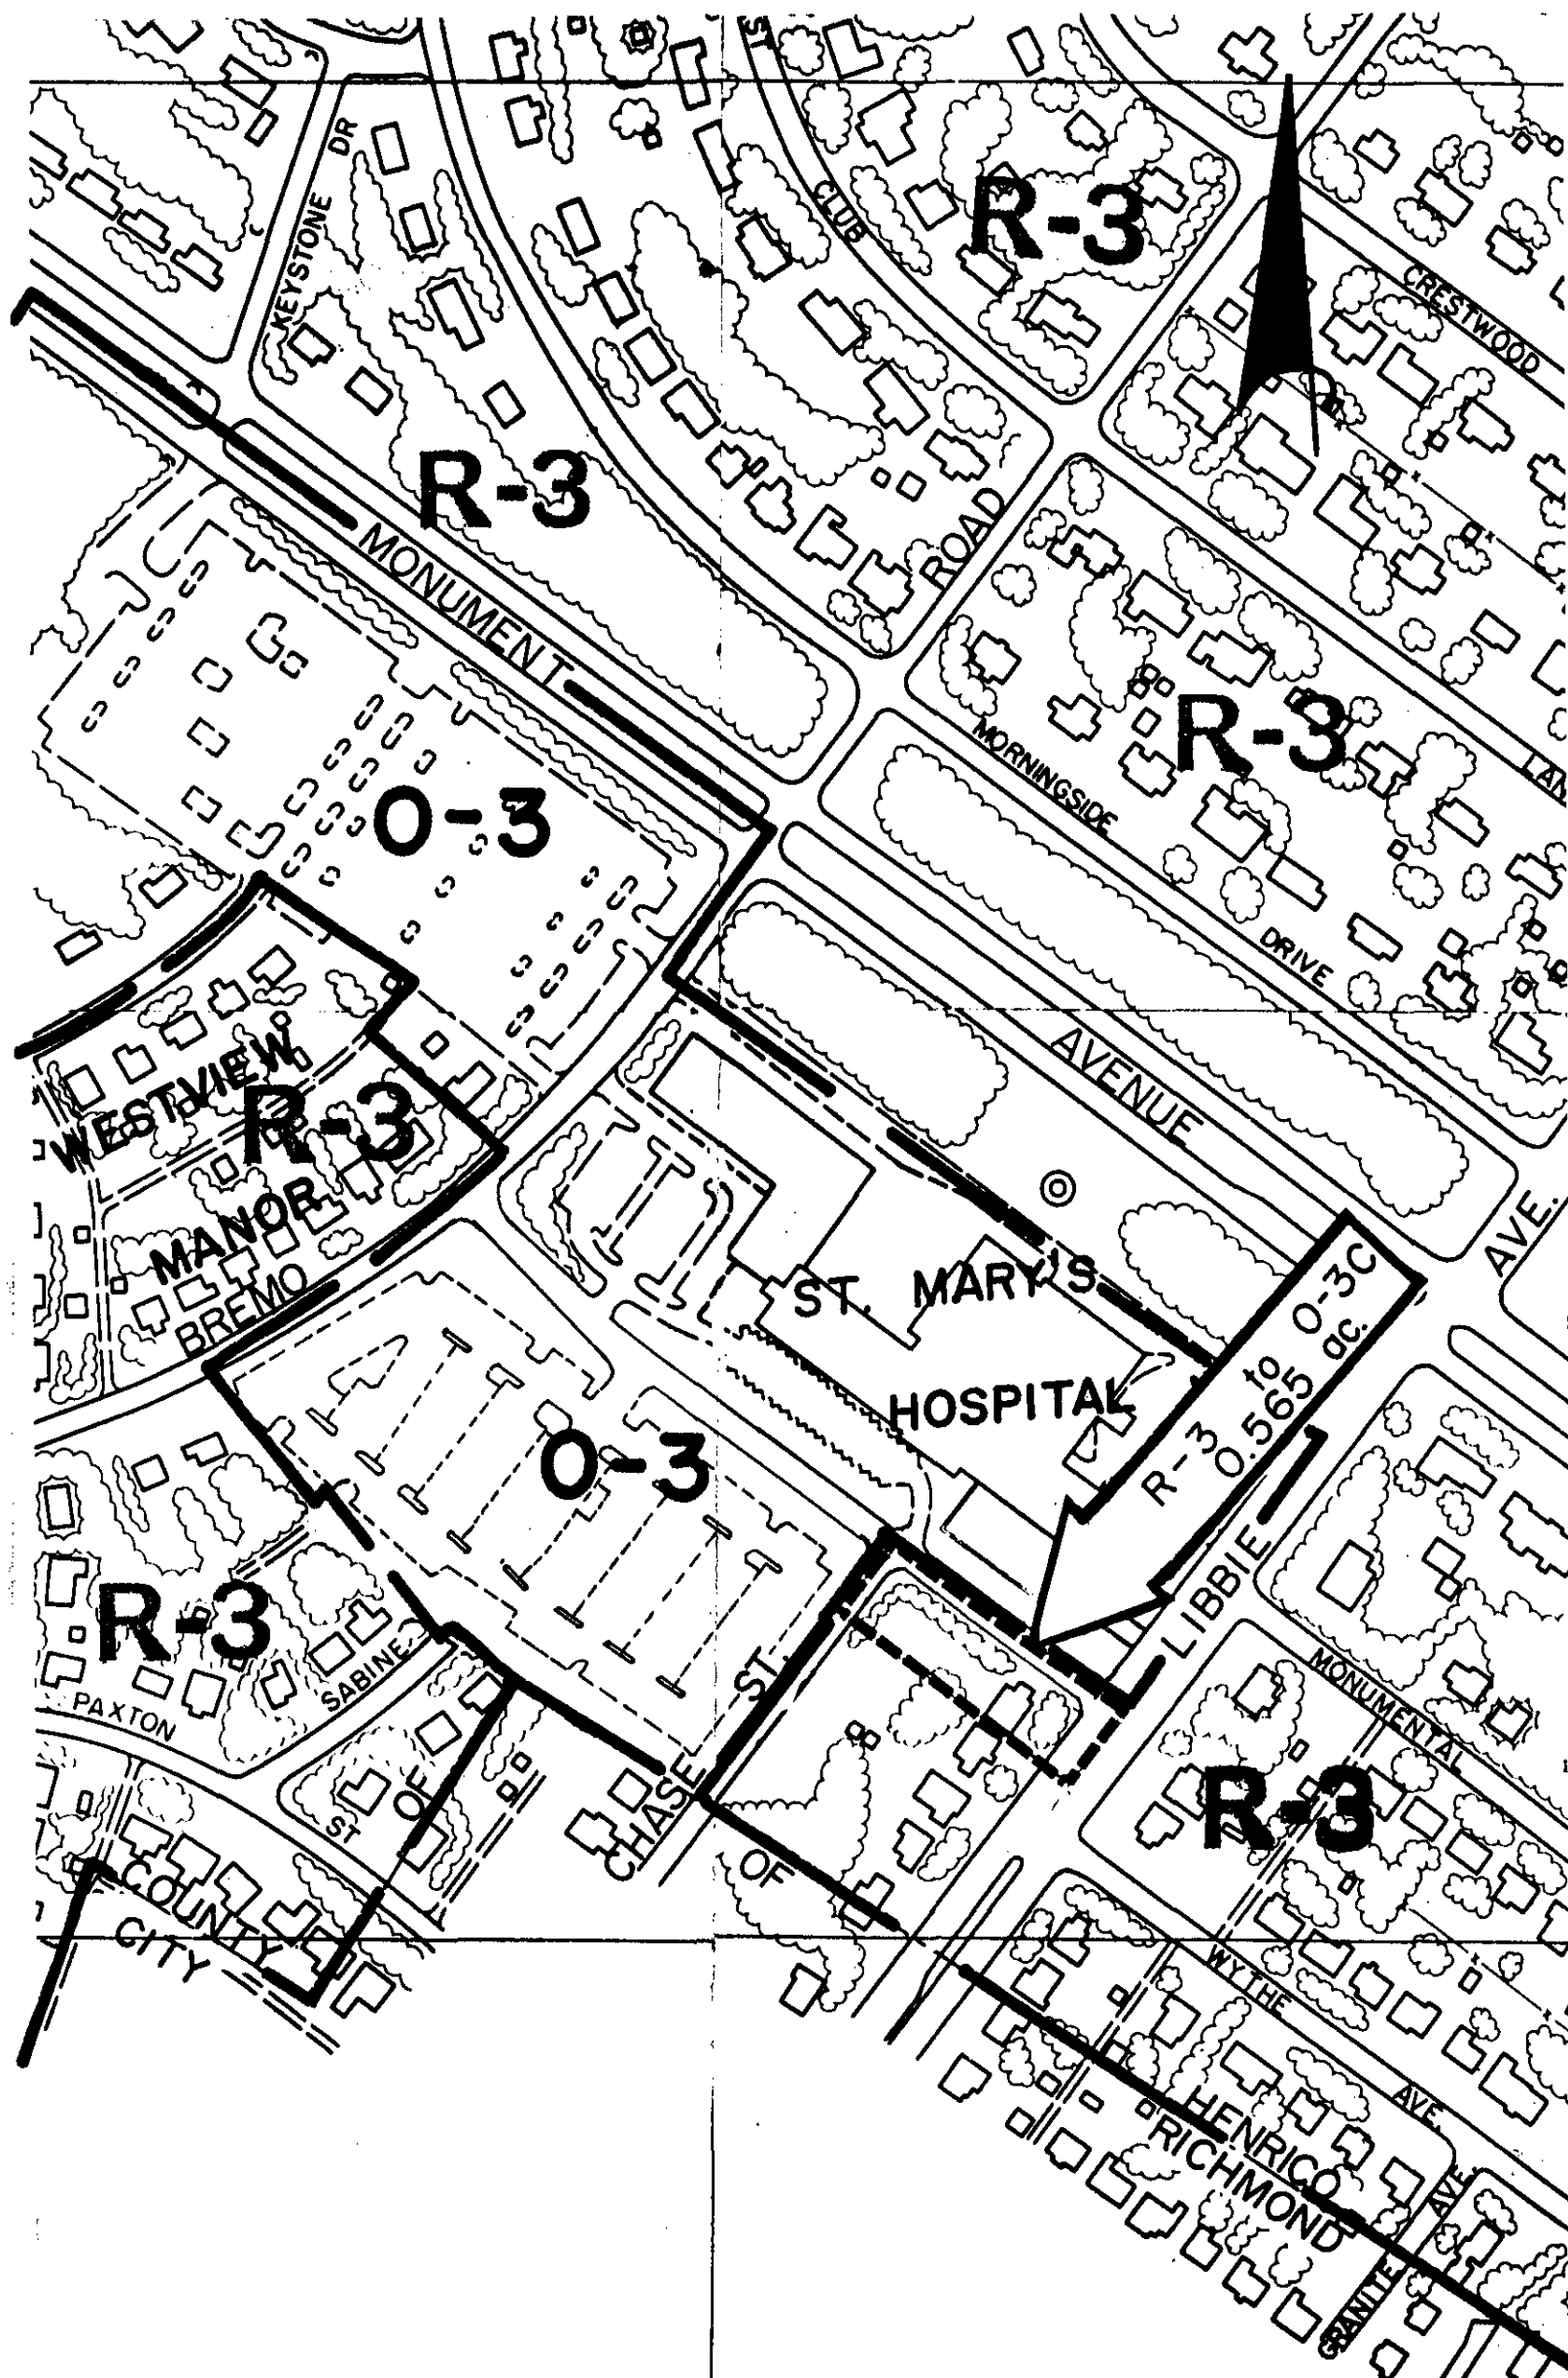 ST
KEYSTONE DR
CLUB
ROAD
R-3
CRESTWOOD
LAN
R-3
MONUMENT
AVENUE
R-3
MORNINGSIDE
DRIVE
O-3
WESTVIEW
MANOR
R-3
BREMO
AVE.
ST. MARY'S
HOSPITAL
R-3 to O-3C
0.565 ac.
O-3
LIBBIE
R-3
SABINE
ST
PAXTON
CHASE ST.
MONUMENTAL
R-3
COUNTY OF
CITY OF
WYTHE
AVE.
HENRICO
RICHMOND
GRANITE AVE.